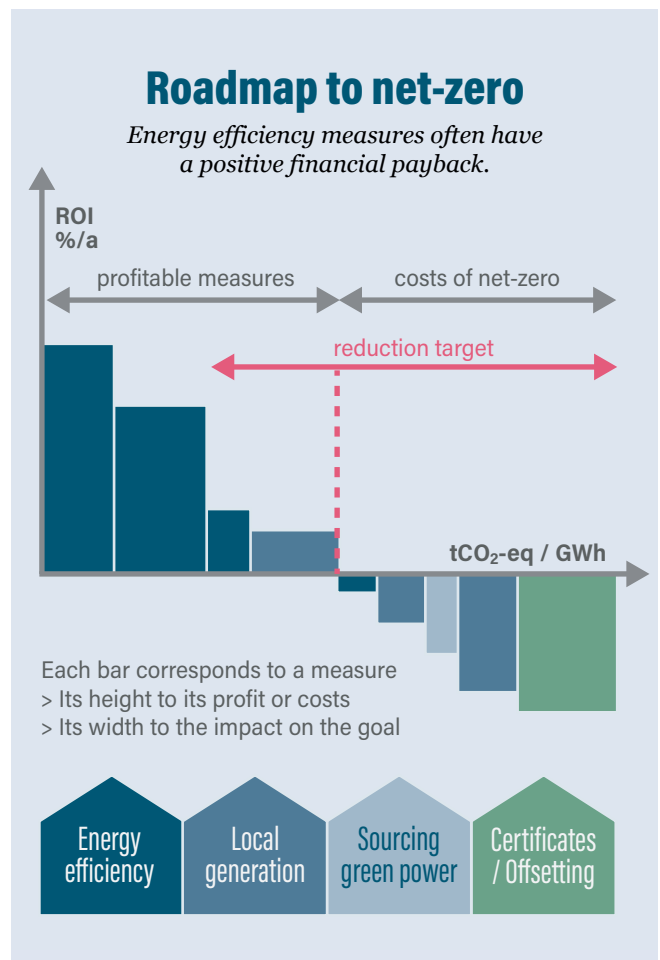 Roadmap to net-zero
Energy efficiency measures often have
a positive financial payback.
ROI
%/a
profitable measures
costs of net-zero
reduction target
tCO₂-eq / GWh
Each bar corresponds to a measure
> Its height to its profit or costs
> Its width to the impact on the goal
Energy
efficiency
Local
generation
Sourcing
green power
Certificates
/ Offsetting